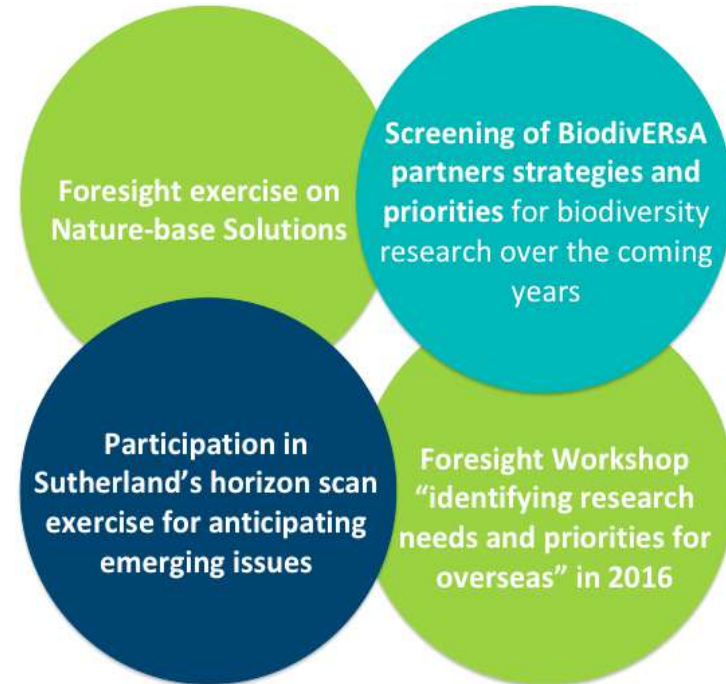 Foresight exercise on
Nature-base Solutions
Screening of BiodivERsA
partners strategies and
priorities for biodiversity
research over the coming
years
Participation in
Sutherland’s horizon scan
exercise for anticipating
emerging issues
Foresight Workshop
“identifying research
needs and priorities for
overseas” in 2016